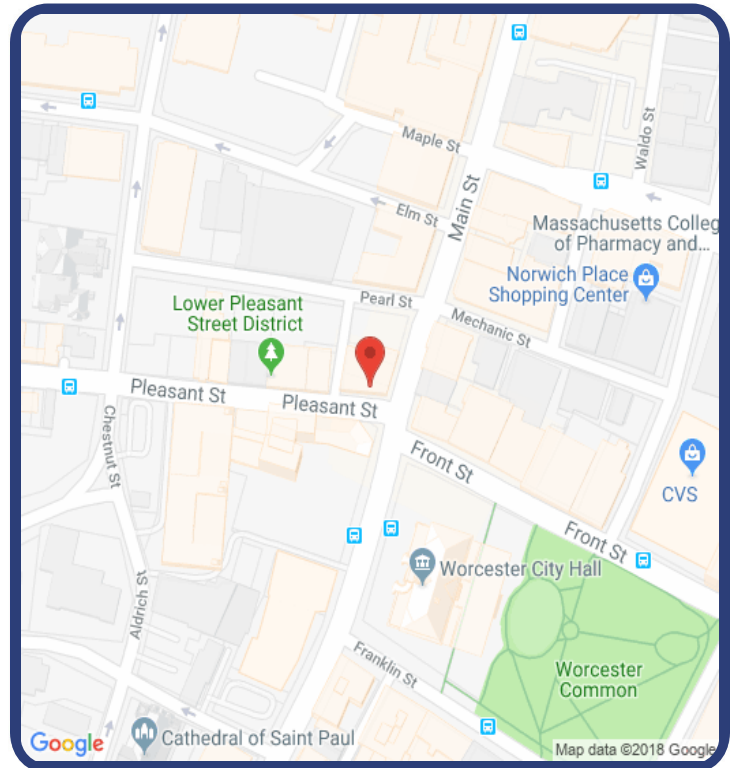 Maple St
Waldo St
Elm St
Main St
Massachusetts Colleg
of Pharmacy and...
Norwich Place
Shopping Center
Pearl St
Lower Pleasant
Street District
Mechanic St
Pleasant St
Pleasant St
Chestnut St
Front St
CVS
Front St
Worcester City Hall
Aldrich St
Franklin St
Worcester
Common
Cathedral of Saint Paul
Google
Map data ©2018 Google